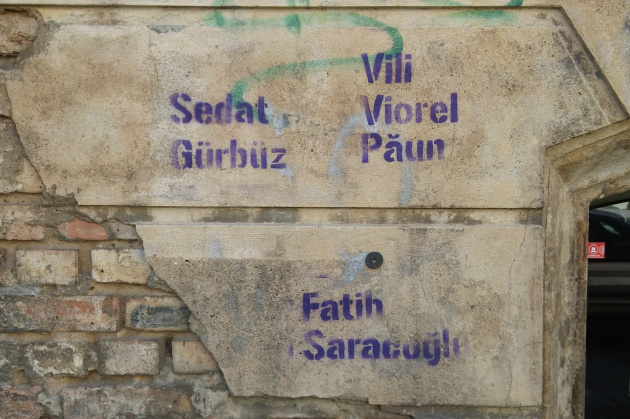 Sedat
Gürbüz
Vili
Viorel
Păun
Fatih
Saracoğlu